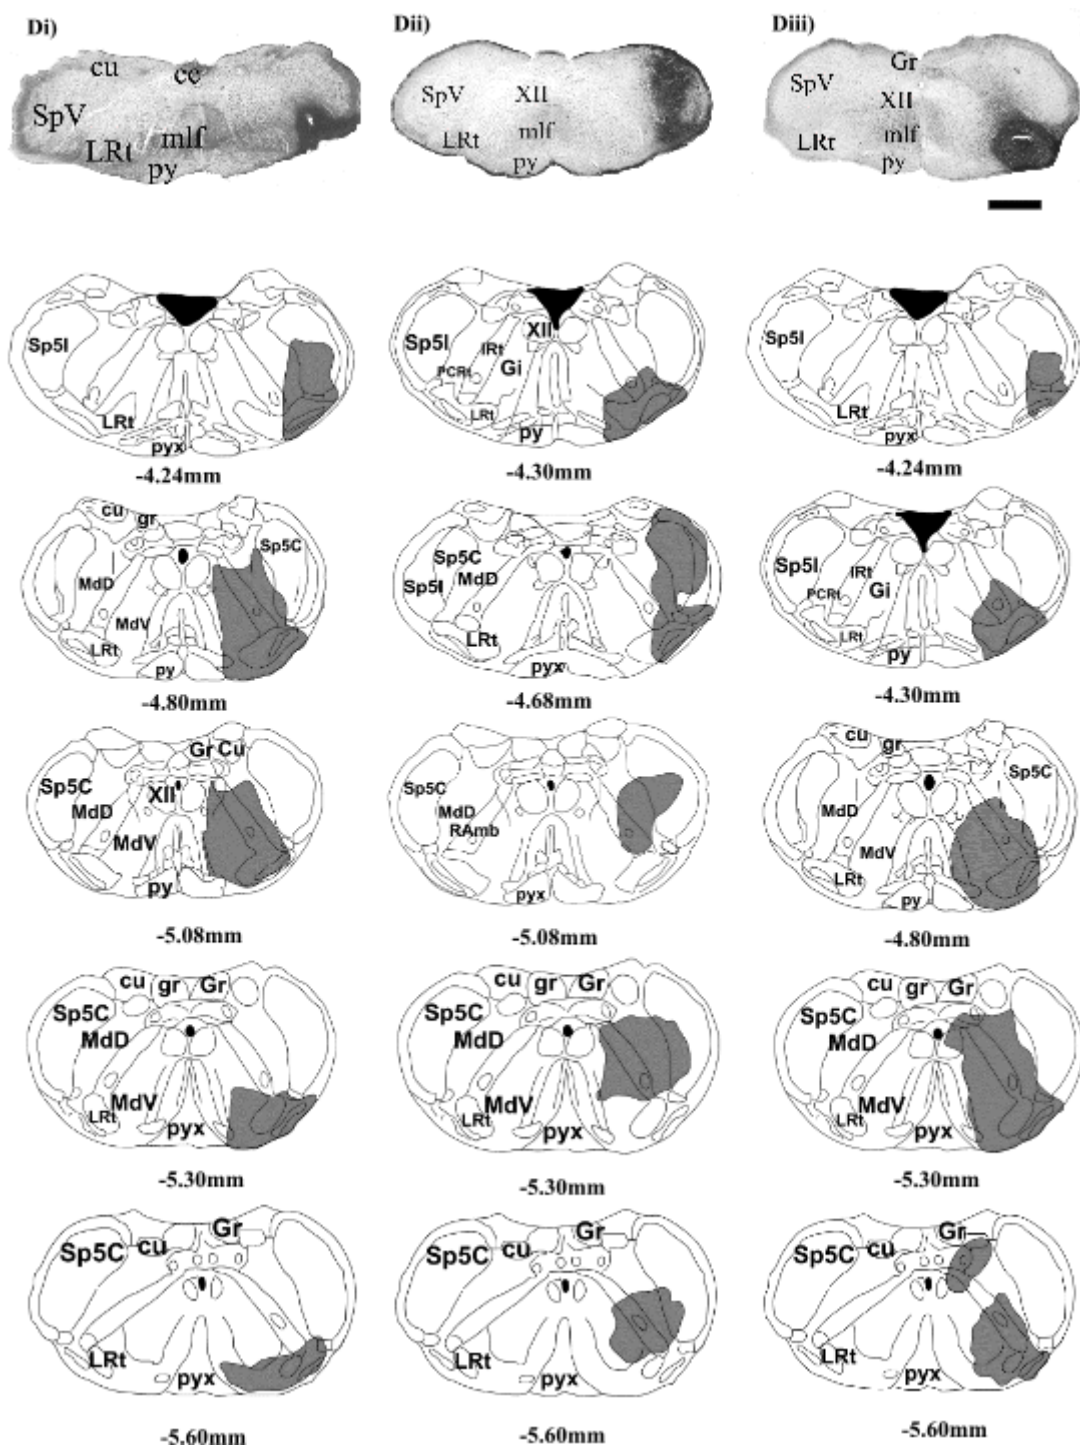 Di)
Dii)
Diii)
cu
ce
SpV
LRt
mlf
py
SpV
XII
LRt
mlf
py
Gr
SpV
XII
LRt
mlf
py
Sp5I
LRt
pyx
-4.24mm
Sp5I
XII
IRt
Gi
PCRt
LRt
py
-4.30mm
Sp5I
LRt
pyx
-4.24mm
cu
gr
Sp5C
MdD
MdV
LRt
py
-4.80mm
Sp5C
Sp5I
MdD
LRt
pyx
-4.68mm
Sp5I
IRt
Gi
PCRt
LRt
py
-4.30mm
Gr Cu
Sp5C
XII
MdD
MdV
py
-5.08mm
Sp5C
MdD
RAmb
pyx
-5.08mm
cu
gr
Sp5C
MdD
MdV
LRt
py
-4.80mm
cu gr Gr
Sp5C
MdD
MdV
LRt
pyx
-5.30mm
cu gr Gr
Sp5C
MdD
MdV
LRt
pyx
-5.30mm
cu gr Gr
Sp5C
MdD
MdV
LRt
pyx
-5.30mm
Gr
Sp5C cu
LRt
pyx
-5.60mm
Gr
Sp5C cu
LRt
pyx
-5.60mm
Gr
Sp5C cu
LRt
pyx
-5.60mm